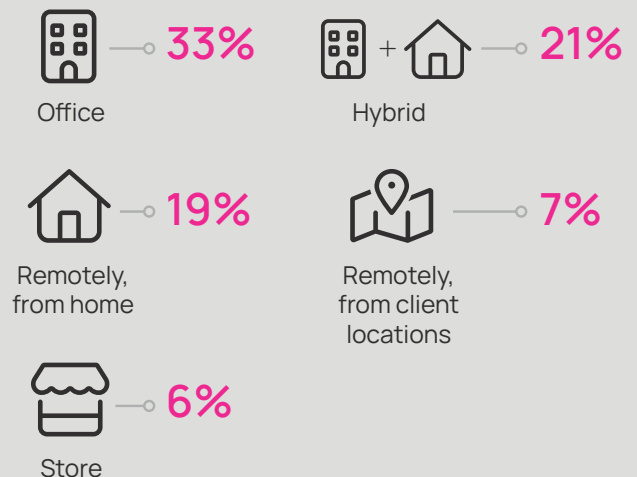 33%
Office
+
21%
Hybrid
19%
Remotely,
from home
7%
Remotely,
from client
locations
6%
Store